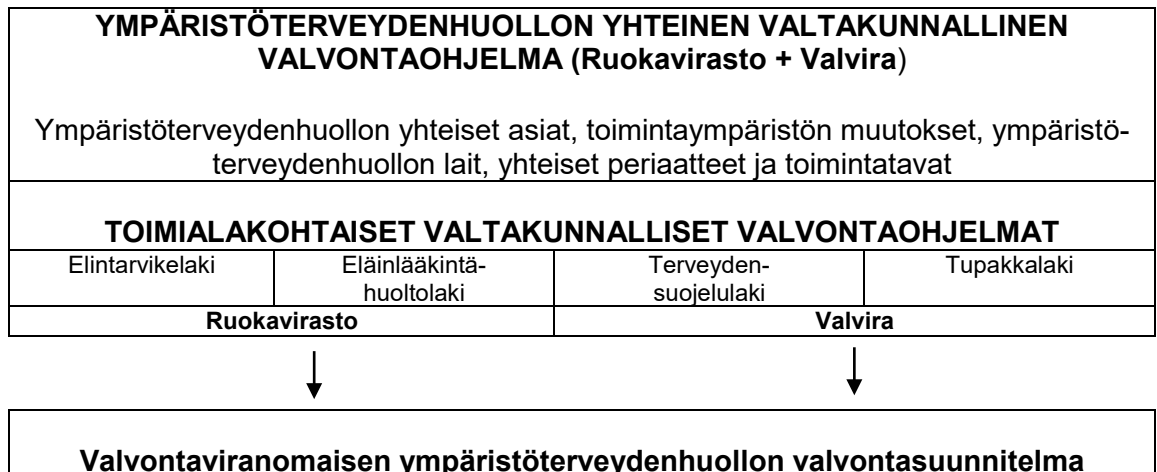 YMPÄRISTÖTERVEYDENHUOLLON YHTEINEN VALTAKUNNALLINEN
VALVONTAOHJELMA (Ruokavirasto + Valvira)
Ympäristöterveydenhuollon yhteiset asiat, toimintaympäristön muutokset, ympäristö-
terveydenhuollon lait, yhteiset periaatteet ja toimintatavat
TOIMIALAKOHTAISET VALTAKUNNALLISET VALVONTAOHJELMAT
Elintarvikelaki
Eläinlääkintä-
huoltolaki
Terveyden-
suojelulaki
Tupakkalaki
Ruokavirasto
Valvira
Valvontaviranomaisen ympäristöterveydenhuollon valvontasuunnitelma